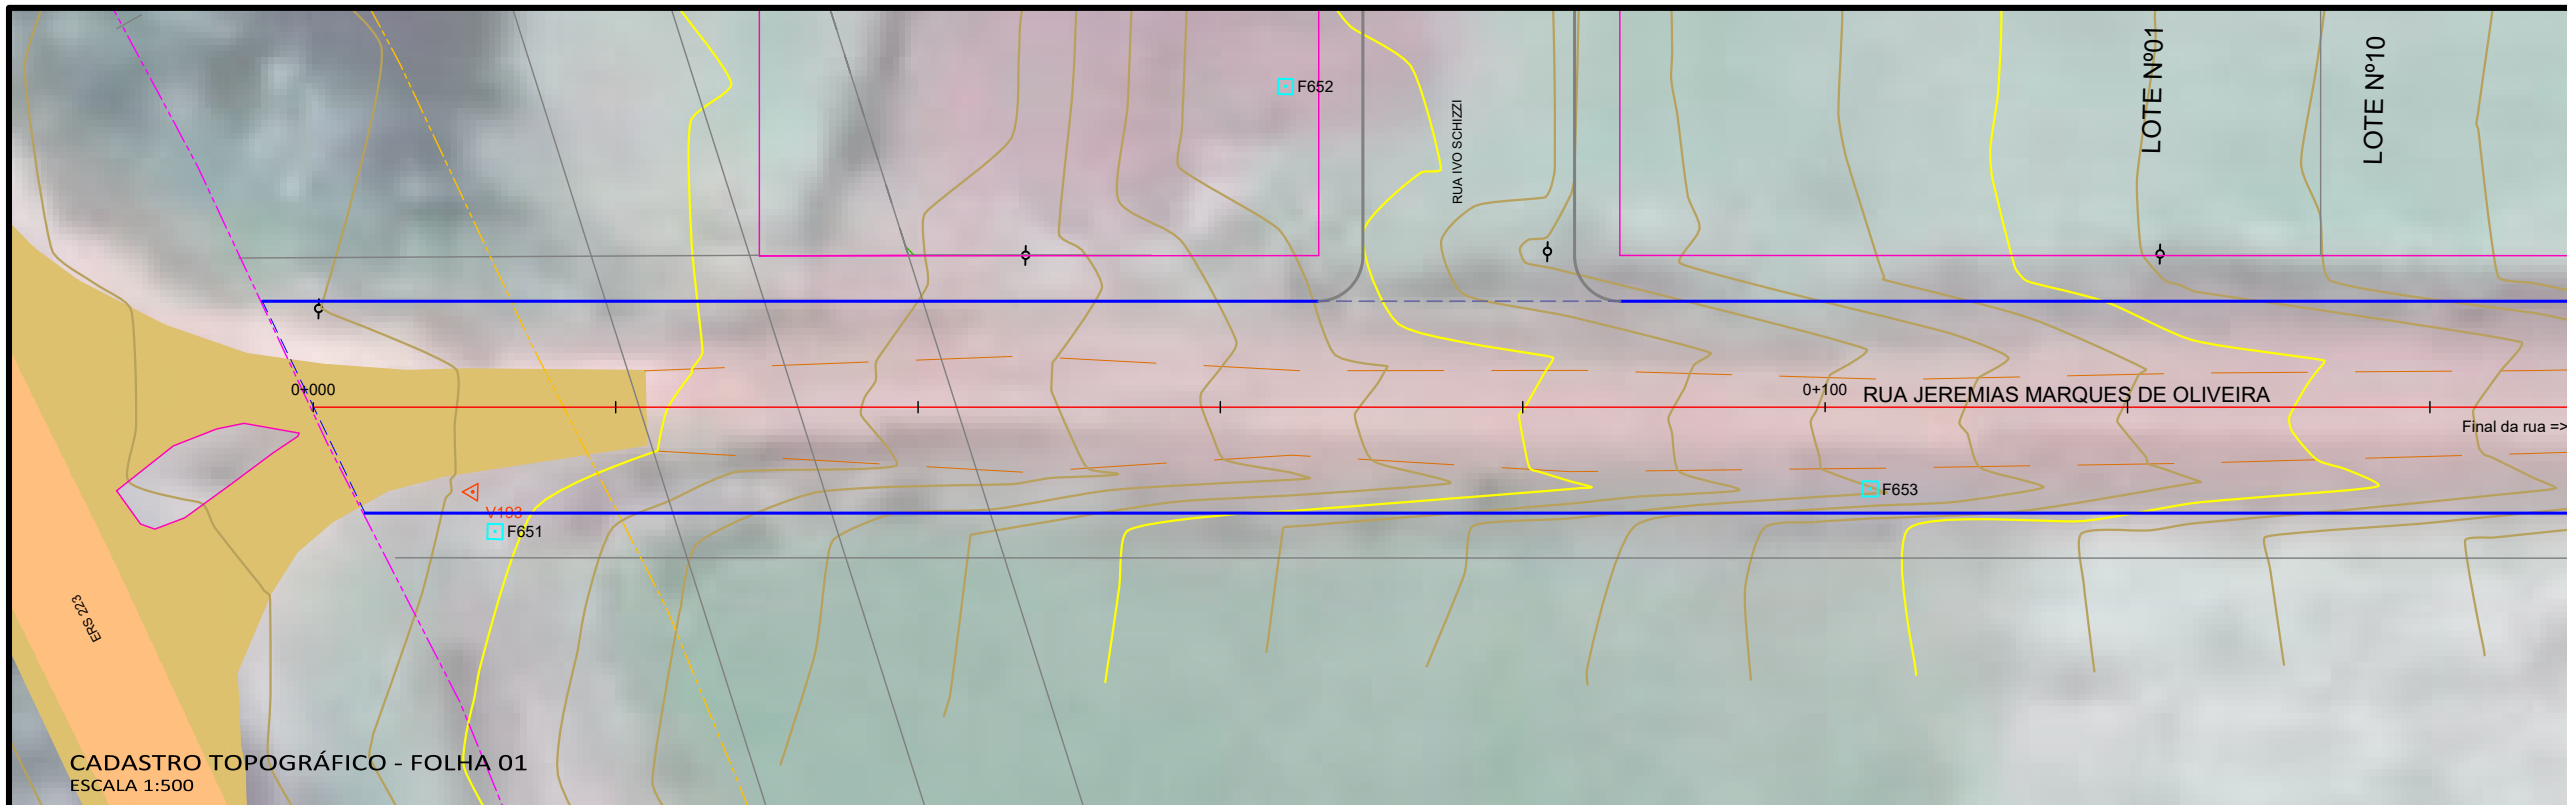 LOTE Nº01
LOTE Nº10
F652
RUA IVO SCHIZZI
0+000
0+100
RUA JEREMIAS MARQUES DE OLIVEIRA
Final da rua =>
V193
F651
F653
ERS 223
CADASTRO TOPOGRÁFICO - FOLHA 01
ESCALA 1:500